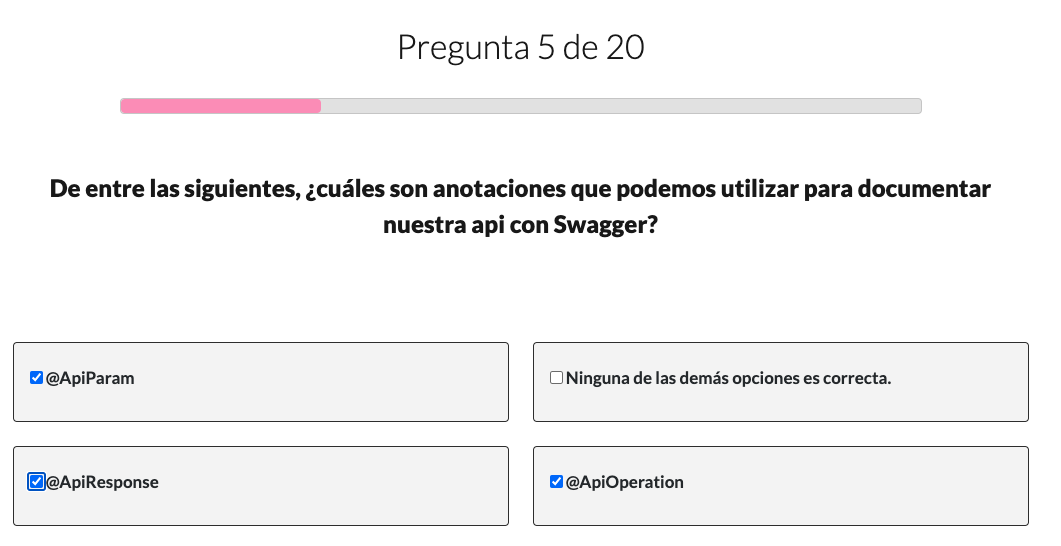 Pregunta 5 de 20
De entre las siguientes, ¿cuáles son anotaciones que podemos utilizar para documentar
nuestra api con Swagger?
@ApiParam
Ninguna de las demás opciones es correcta.
@ApiResponse
@ApiOperation